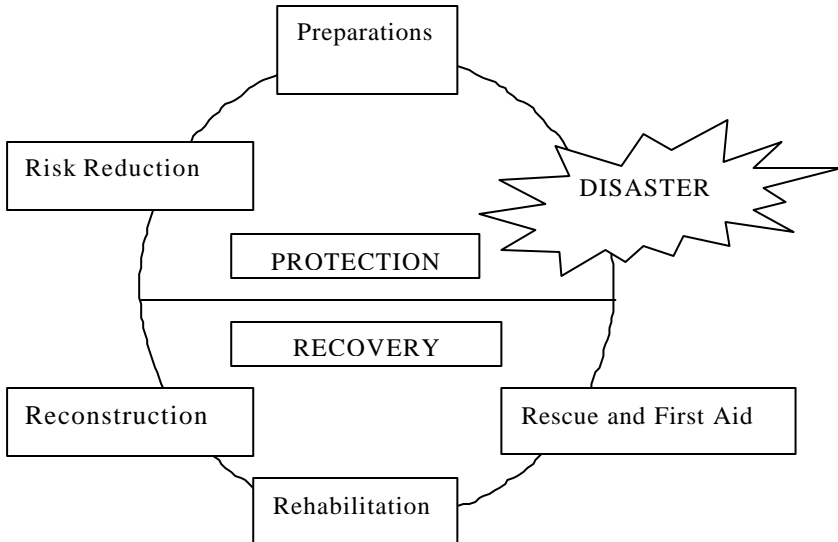 Preparations
Risk Reduction
DISASTER
PROTECTION
RECOVERY
Reconstruction
Rescue and First Aid
Rehabilitation